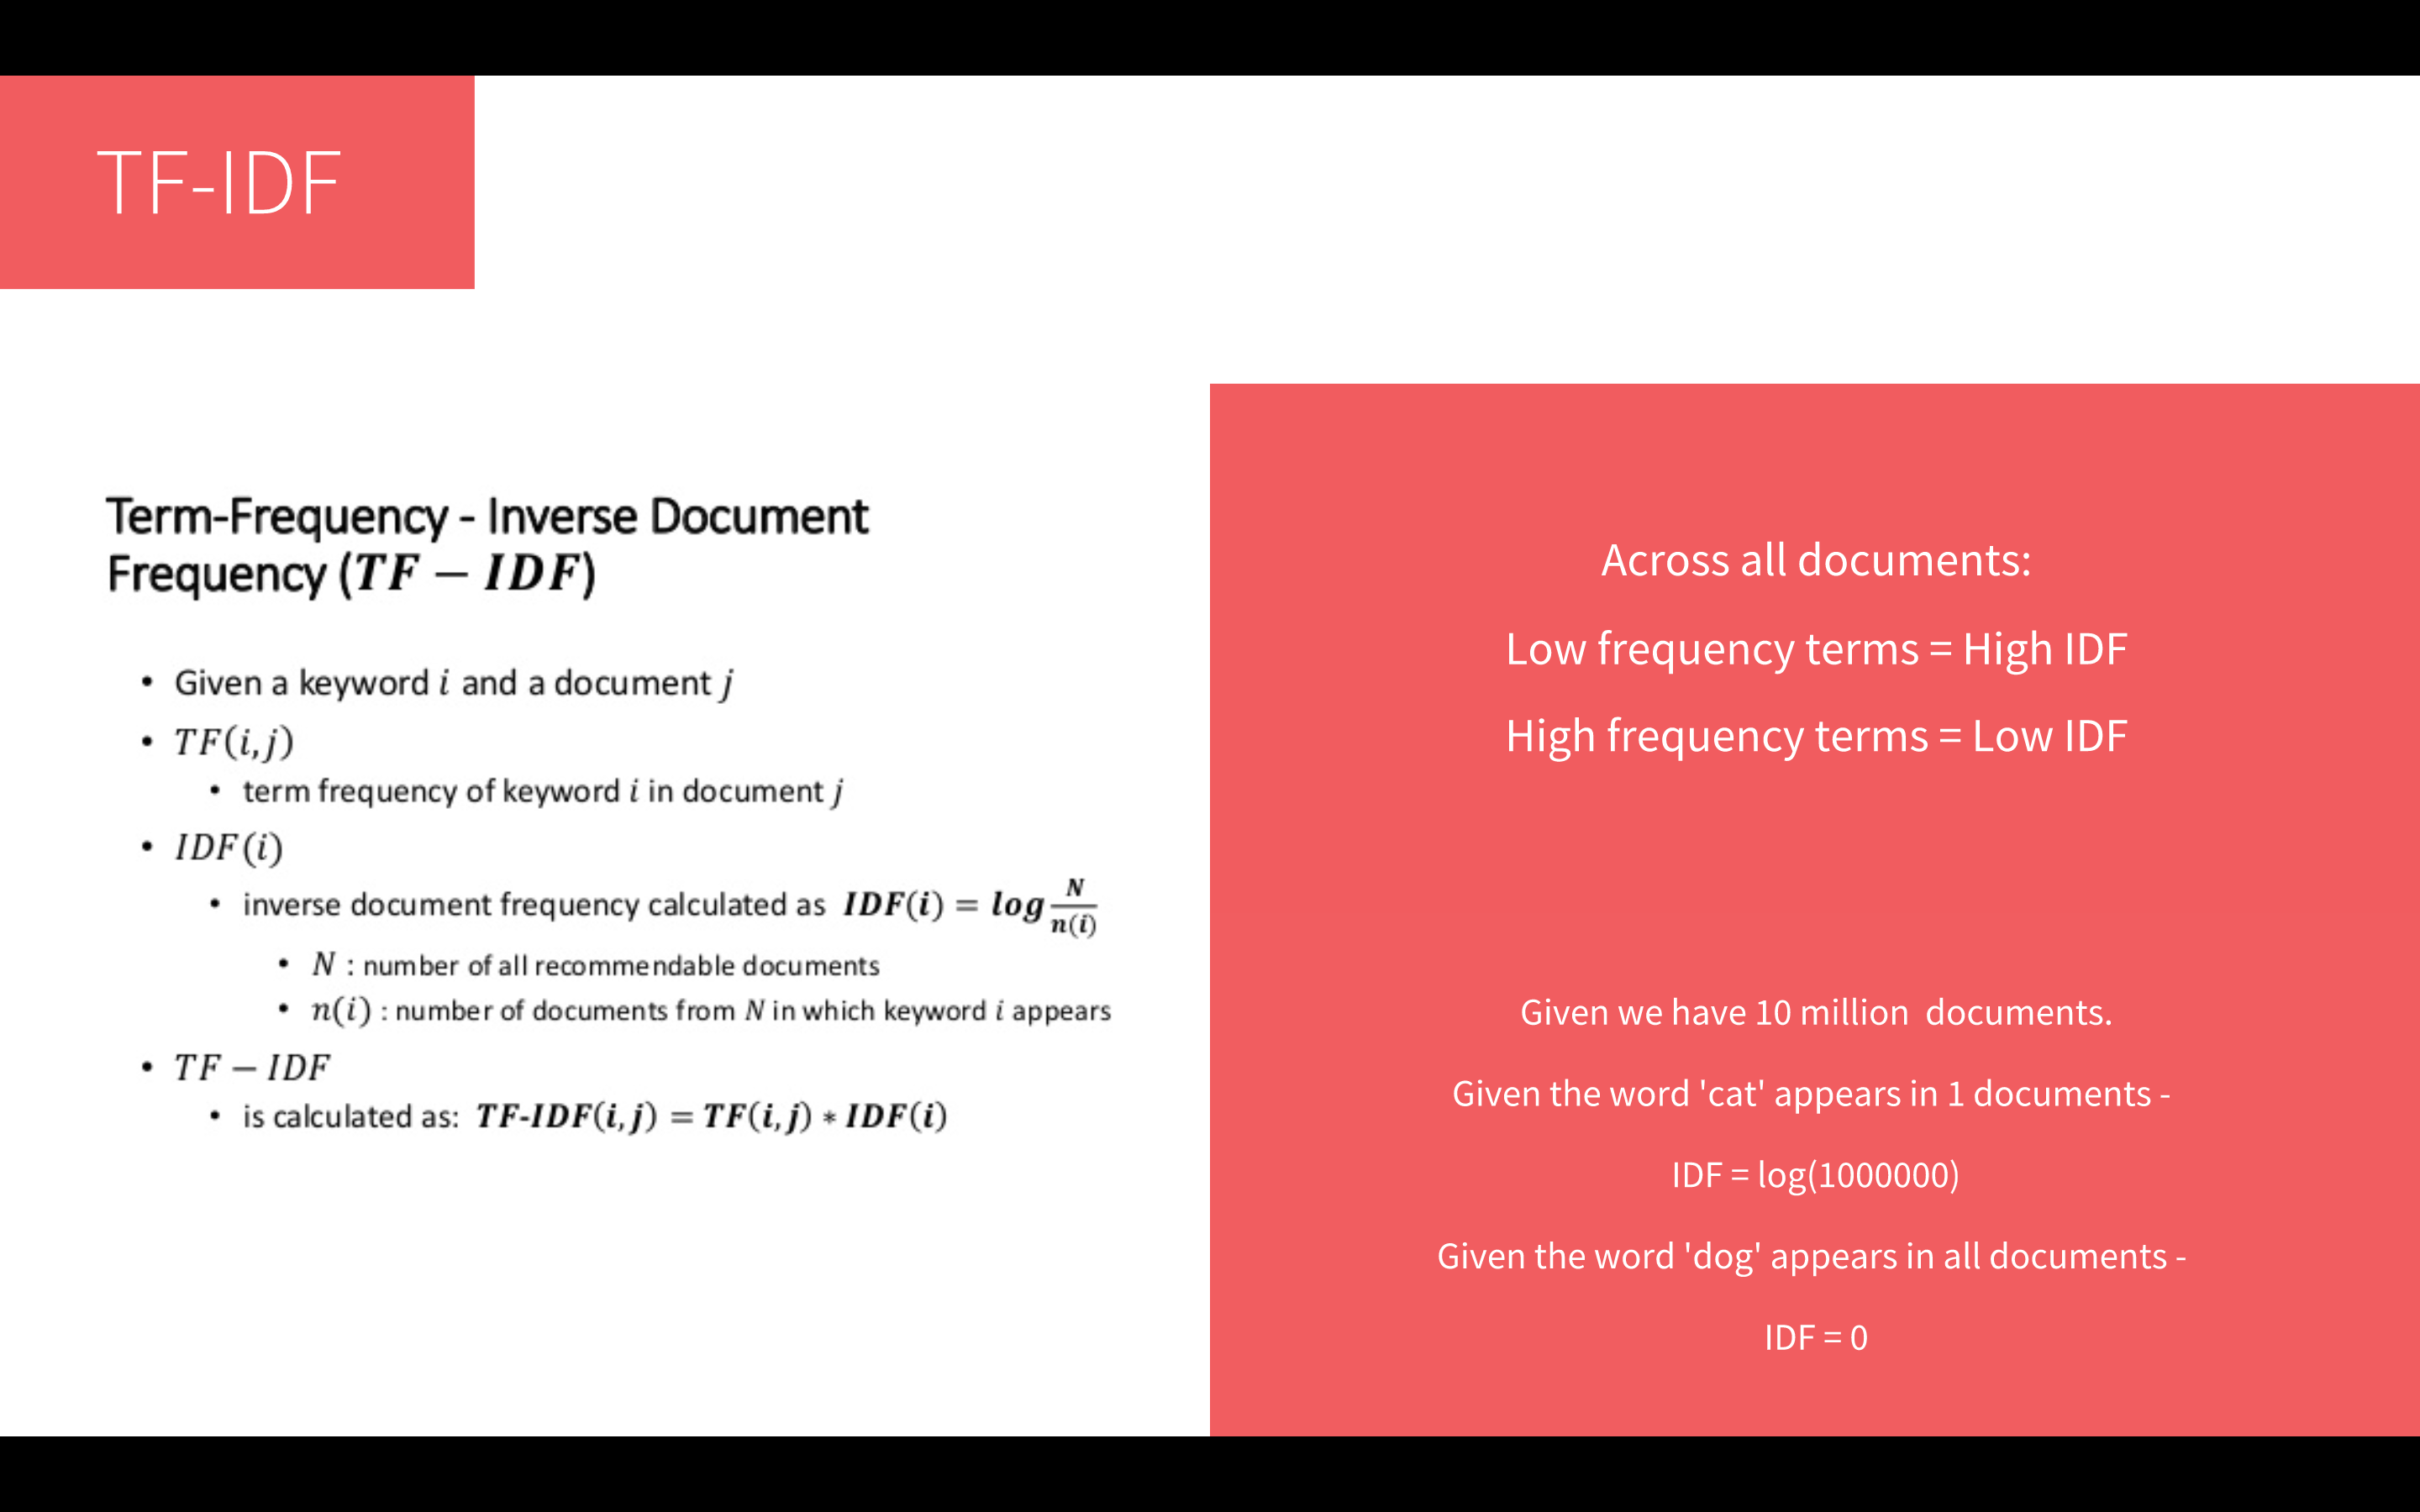 TF-IDF
Term-Frequency - Inverse Document
Frequency (TF − IDF)
• Given a keyword i and a document j
• TF(i,j)
• term frequency of keyword i in document j
• IDF(i)
• inverse document frequency calculated as IDF(i) = log N/n(i)
• N : number of all recommendable documents
• n(i) : number of documents from N in which keyword i appears
• TF − IDF
• is calculated as: TF-IDF(i,j) = TF(i,j) * IDF(i)
Across all documents:
Low frequency terms = High IDF
High frequency terms = Low IDF
Given we have 10 million documents.
Given the word 'cat' appears in 1 documents -
IDF = log(1000000)
Given the word 'dog' appears in all documents -
IDF = 0